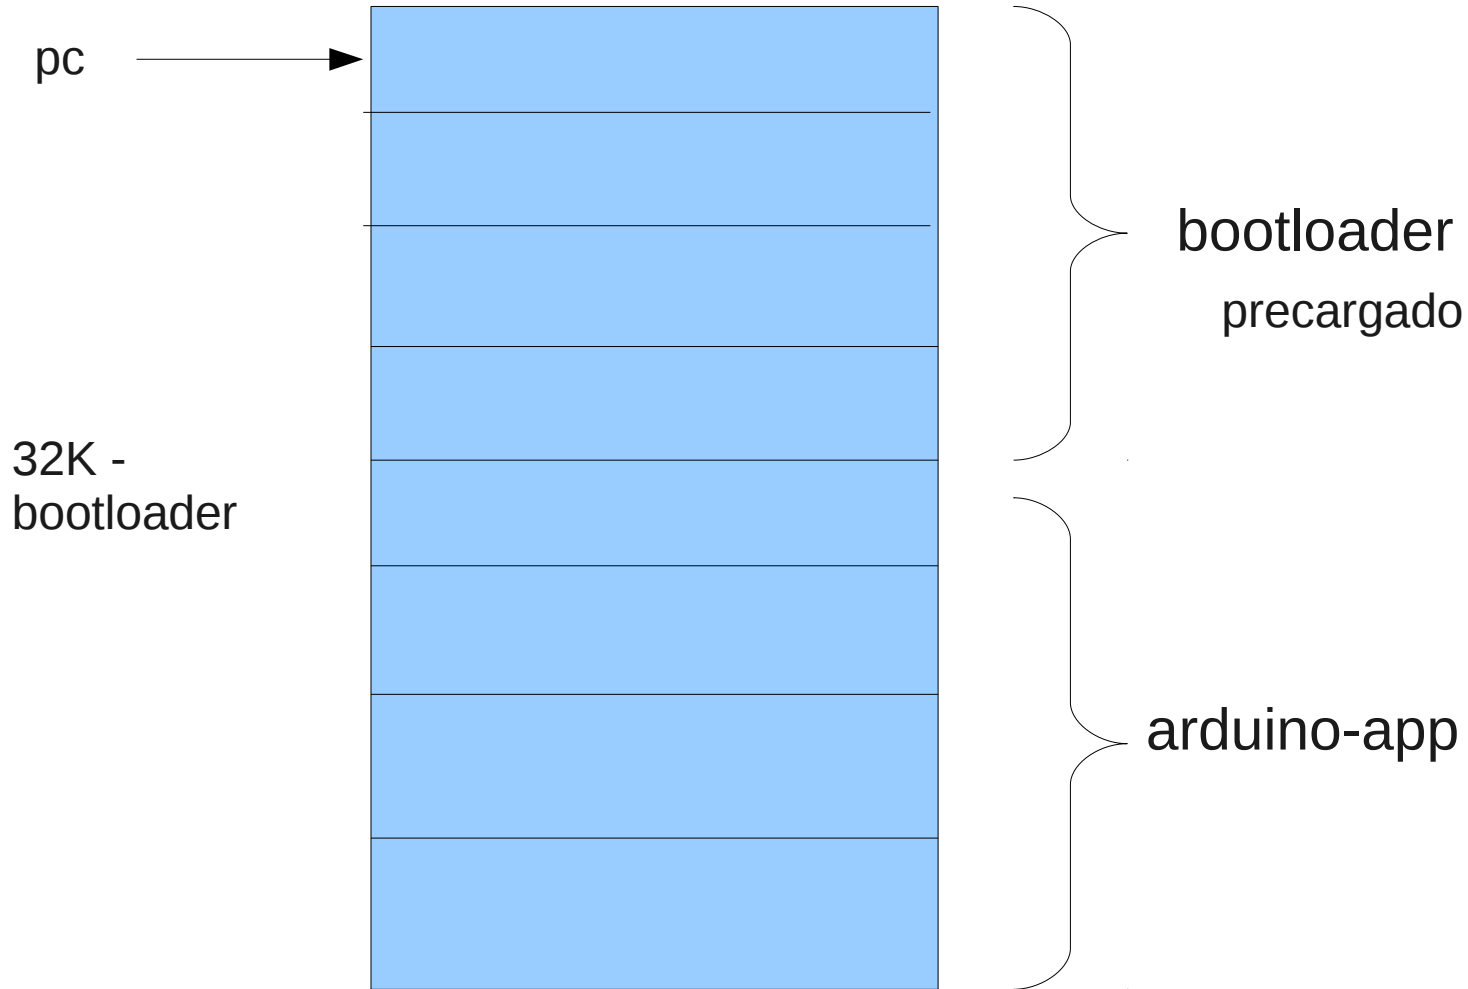 pc
bootloader
precargado
32K -
bootloader
arduino-app